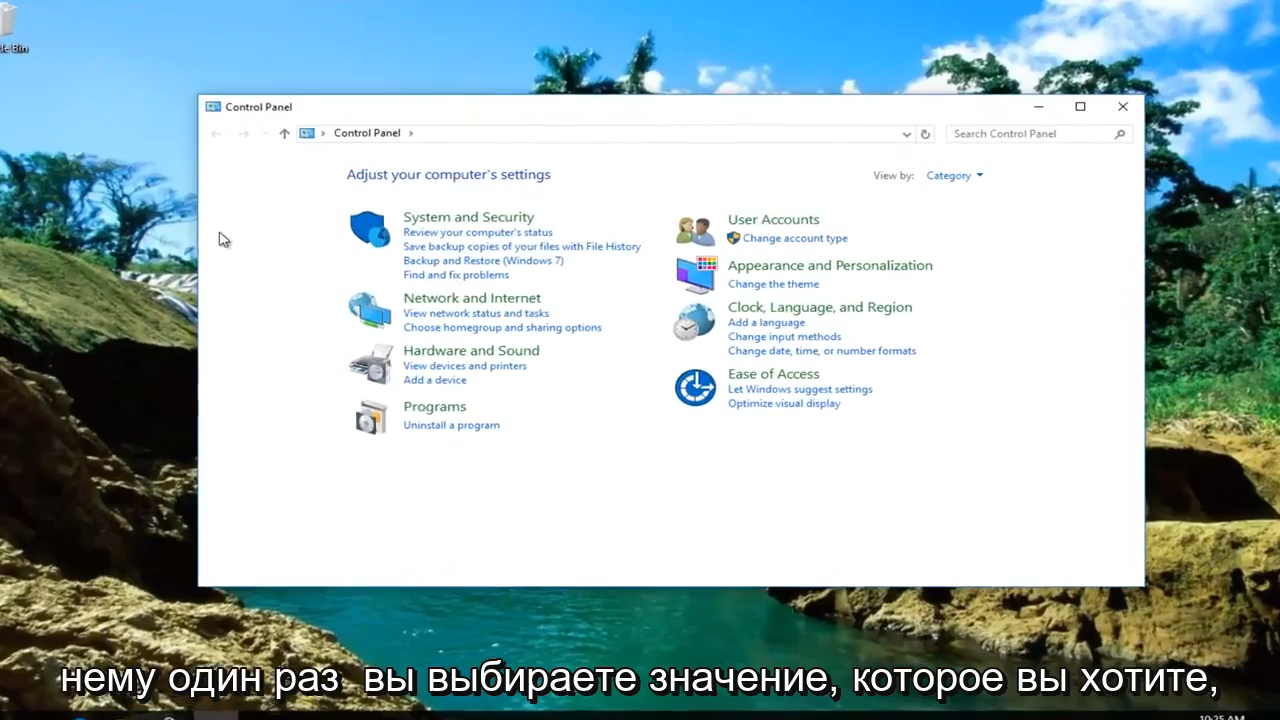 Control Panel
Control Panel
Search Control Panel
Adjust your computer's settings
View by: Category
System and Security
Review your computer's status
Save backup copies of your files with File History
Backup and Restore (Windows 7)
Find and fix problems
Network and Internet
View network status and tasks
Choose homegroup and sharing options
Hardware and Sound
View devices and printers
Add a device
Programs
Uninstall a program
User Accounts
Change account type
Appearance and Personalization
Change the theme
Clock, Language, and Region
Add a language
Change input methods
Change date, time, or number formats
Ease of Access
Let Windows suggest settings
Optimize visual display
нему один раз вы выбираете значение, которое вы хотите,
10:25 AM